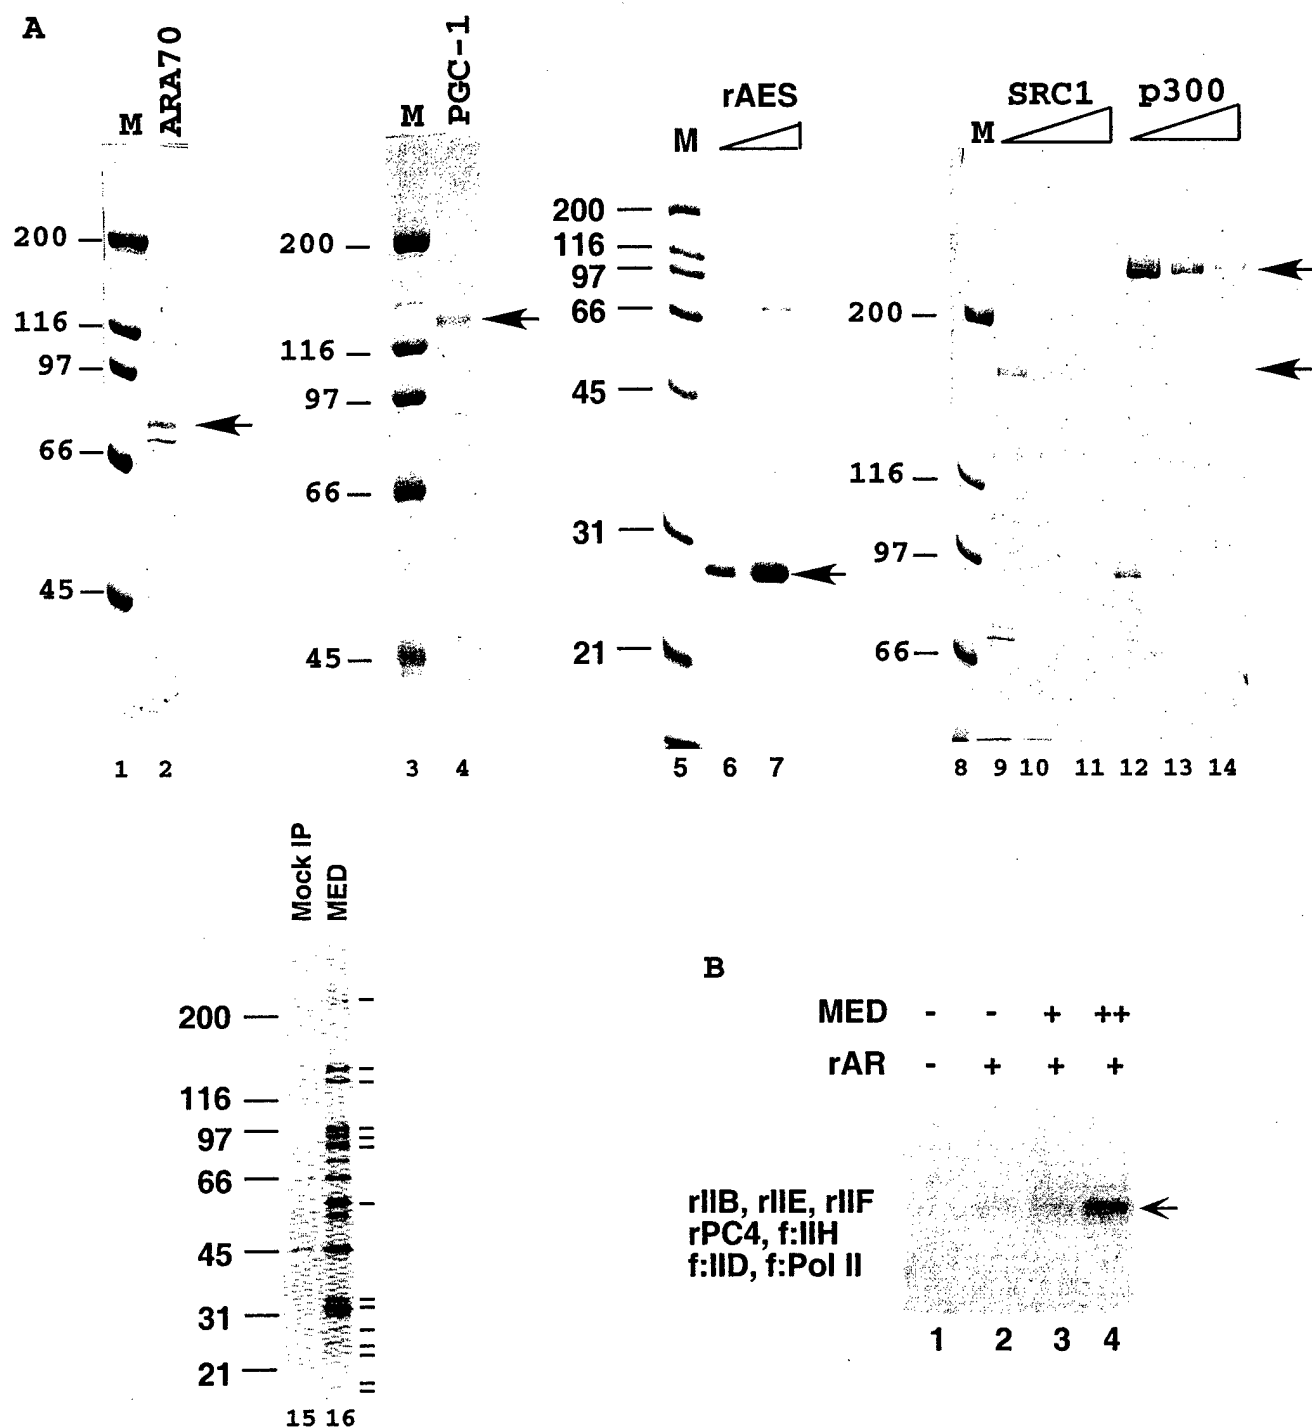 A
ARA70
M
200
116
97
66
45
1 2
PGC-1
M
200
116
97
66
45
3 4
rAES
M
200
116
97
66
45
31
21
5 6 7
SRC1 p300
M
200
116
97
66
8 9 10 11 12 13 14
Mock IP
MED
200
116
97
66
45
31
21
15 16
B
MED - - + ++
rAR - + + +
rIIB, rIIE, rIIF
rPC4, f:IIH
f:IID, f:Pol II
1 2 3 4